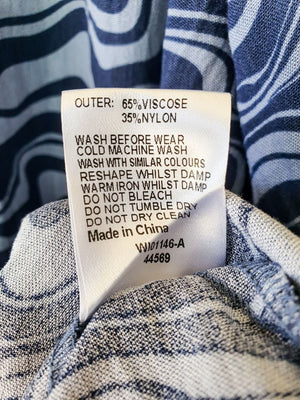 OUTER: 65%VISCOSE
35%NYLON
WASH BEFORE WEAR
COLD MACHINE WASH
WASH WITH SIMILAR COLOURS
RESHAPE WHILST DAMP
WARM IRON WHILST DAMP
DO NOT BLEACH
DO NOT TUMBLE DRY
DO NOT DRY CLEAN
Made in China
44569